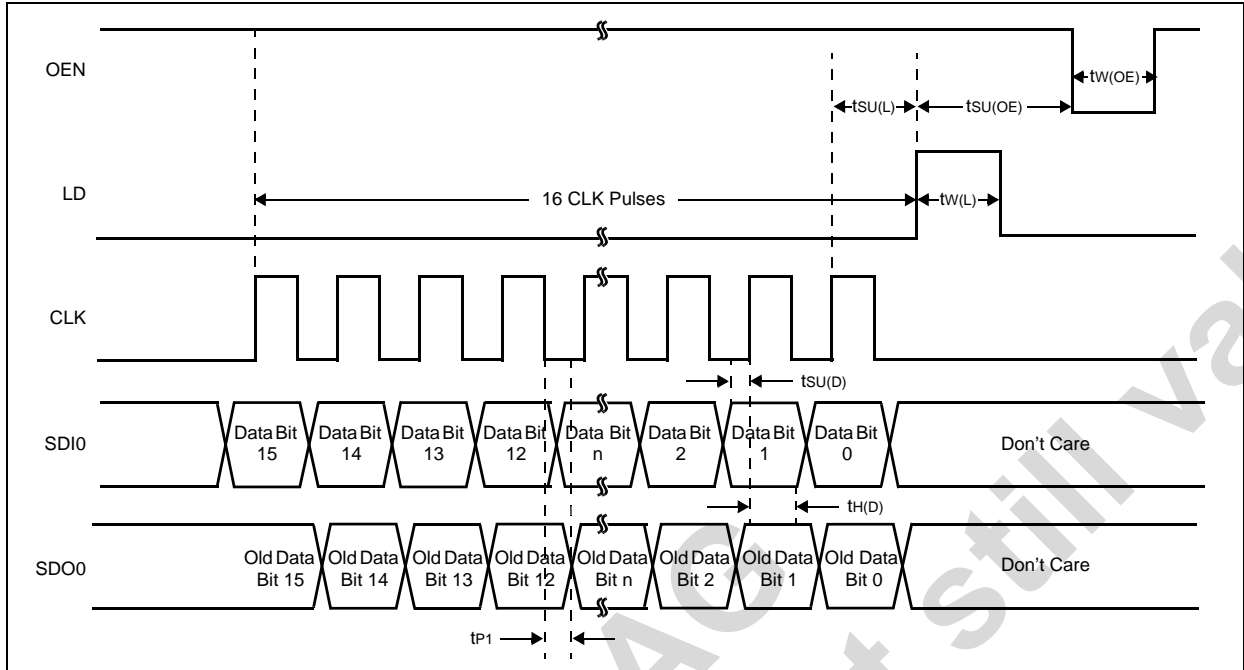 OEN
tW(OE)
tSU(L)
tSU(OE)
LD
16 CLK Pulses
tW(L)
CLK
tSU(D)
SDI0
Data Bit 15
Data Bit 14
Data Bit 13
Data Bit 12
Data Bit n
Data Bit 2
Data Bit 1
Data Bit 0
Don't Care
tH(D)
SDO0
Old Data Bit 15
Old Data Bit 14
Old Data Bit 13
Old Data Bit 12
Old Data Bit n
Old Data Bit 2
Old Data Bit 1
Old Data Bit 0
Don't Care
tP1
AG
still